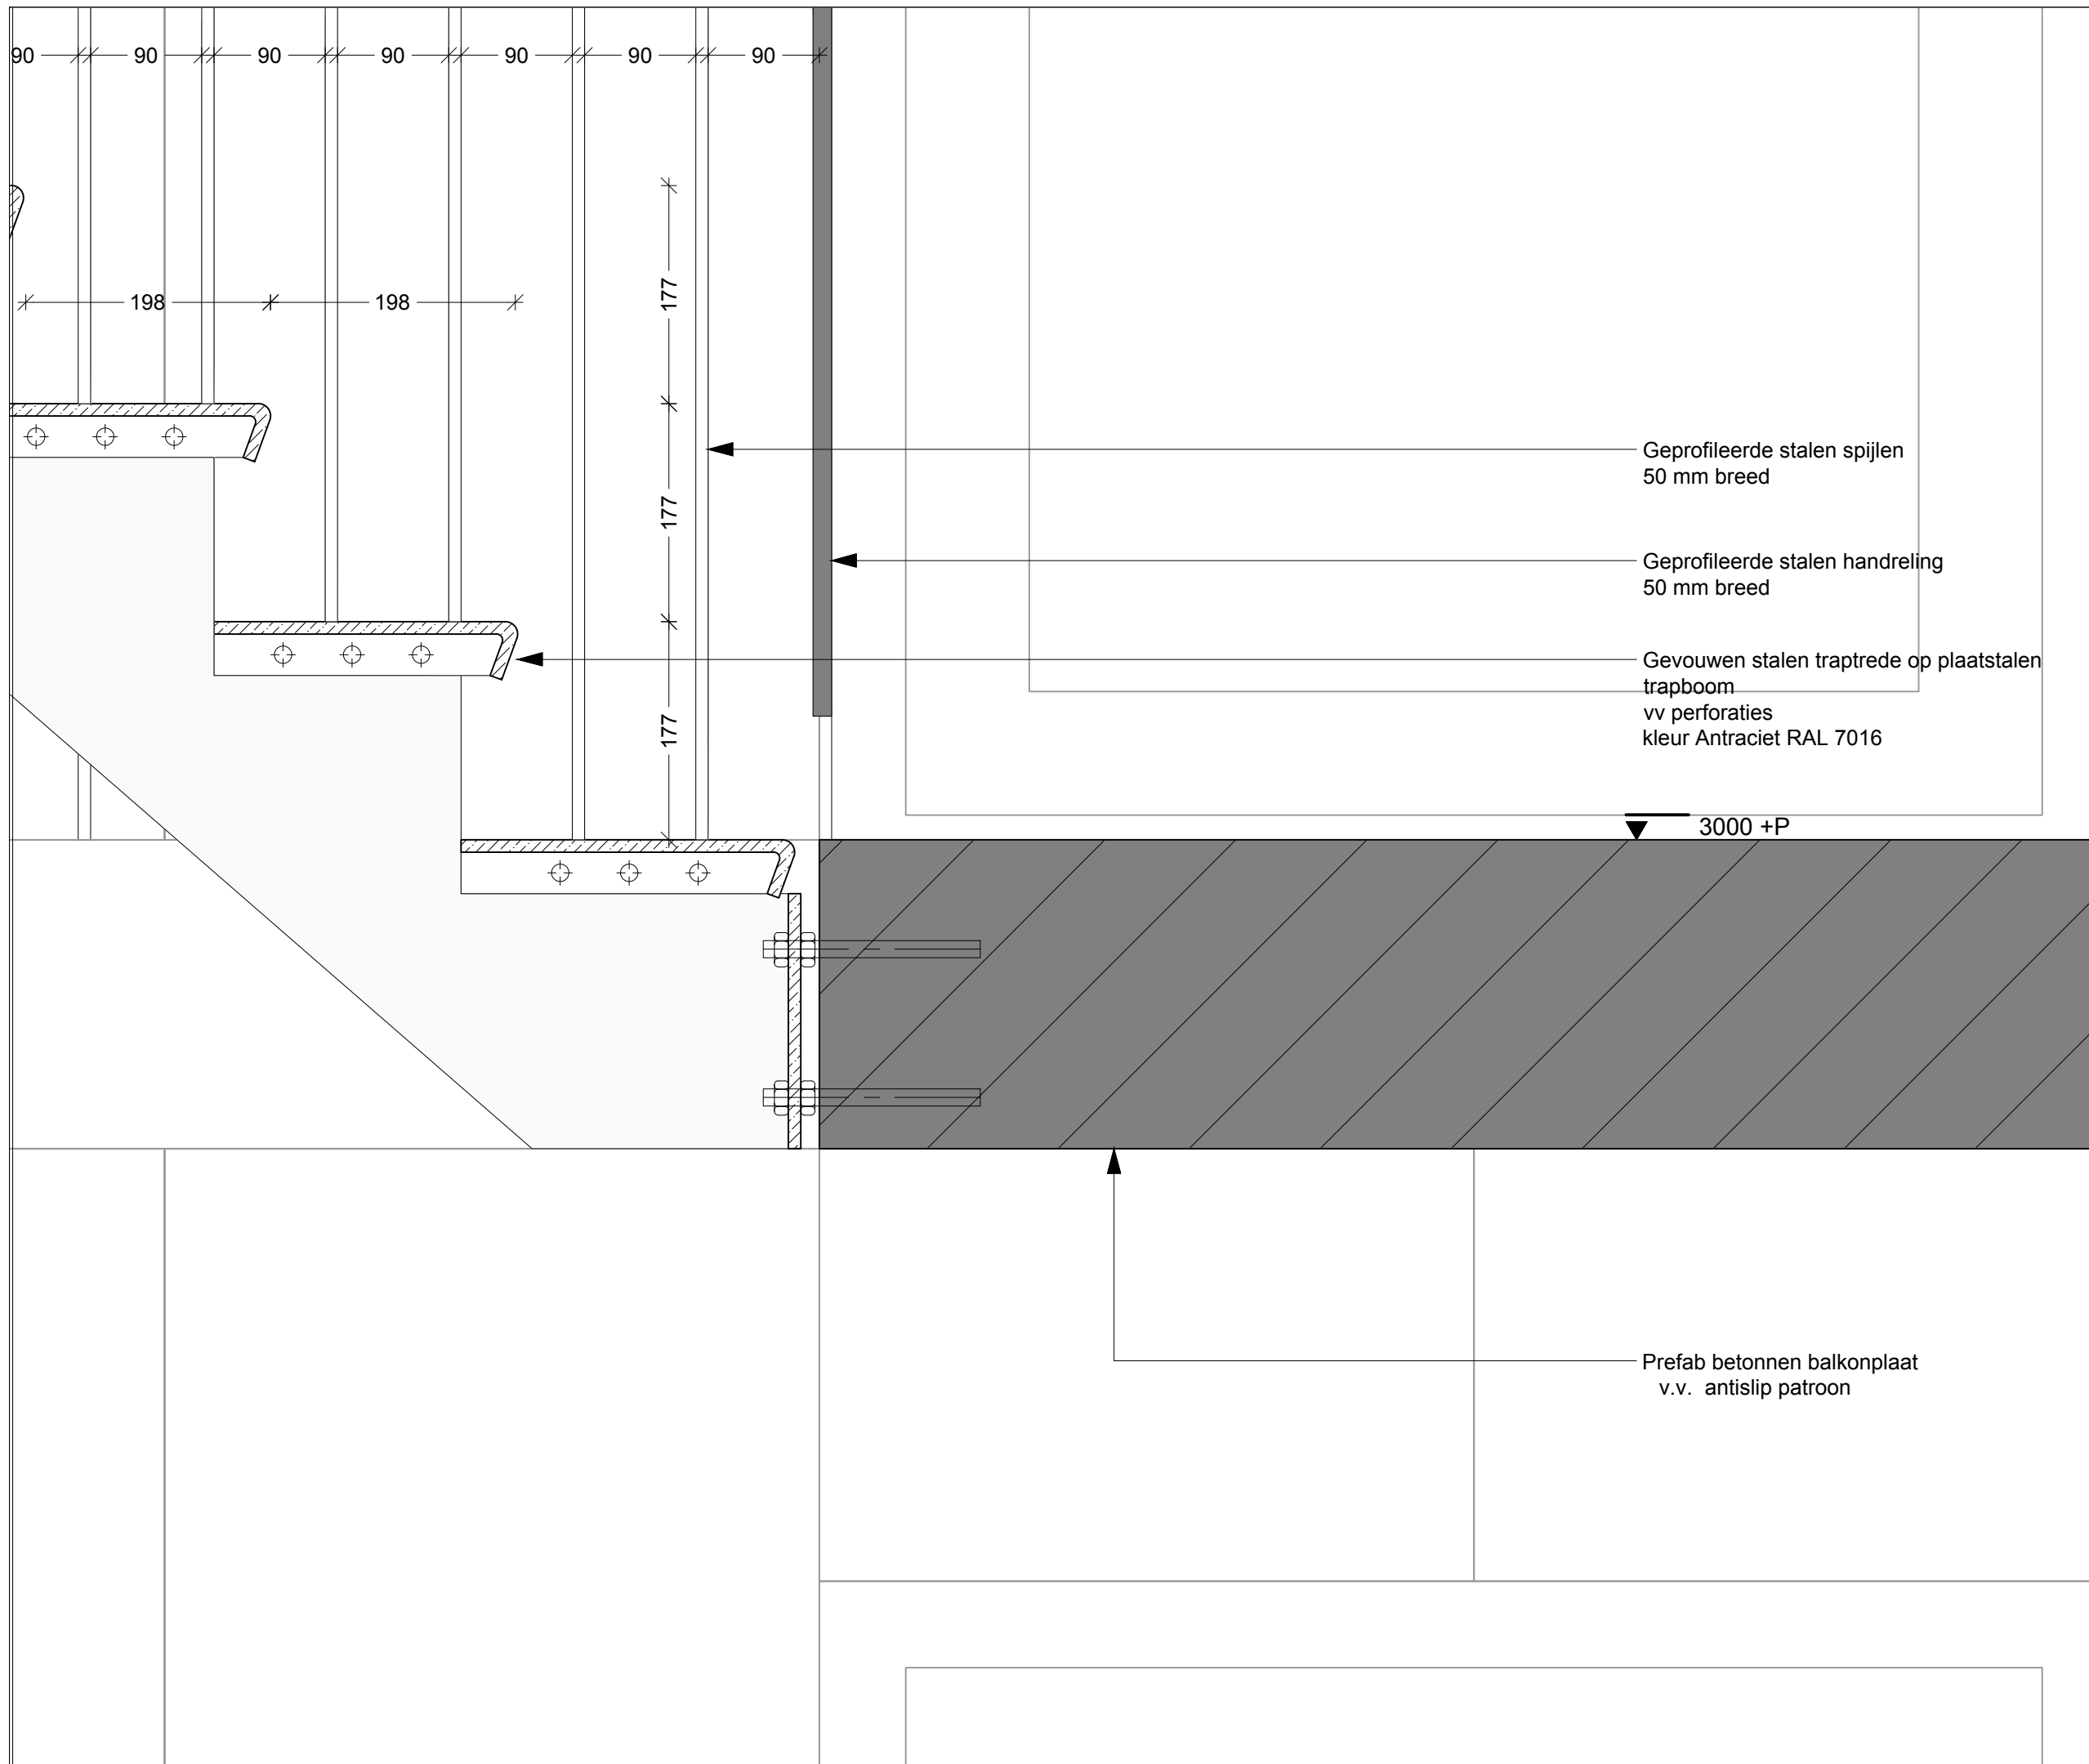 90 90 90 90 90 90 90
198 198
177
177
177
Geprofileerde stalen spijlen
50 mm breed
Geprofileerde stalen handreling
50 mm breed
Gevouwen stalen traptrede op plaatstalen
trapboom
vv perforaties
kleur Antraciet RAL 7016
3000 +P
Prefab betonnen balkonplaat
v.v. antislip patroon